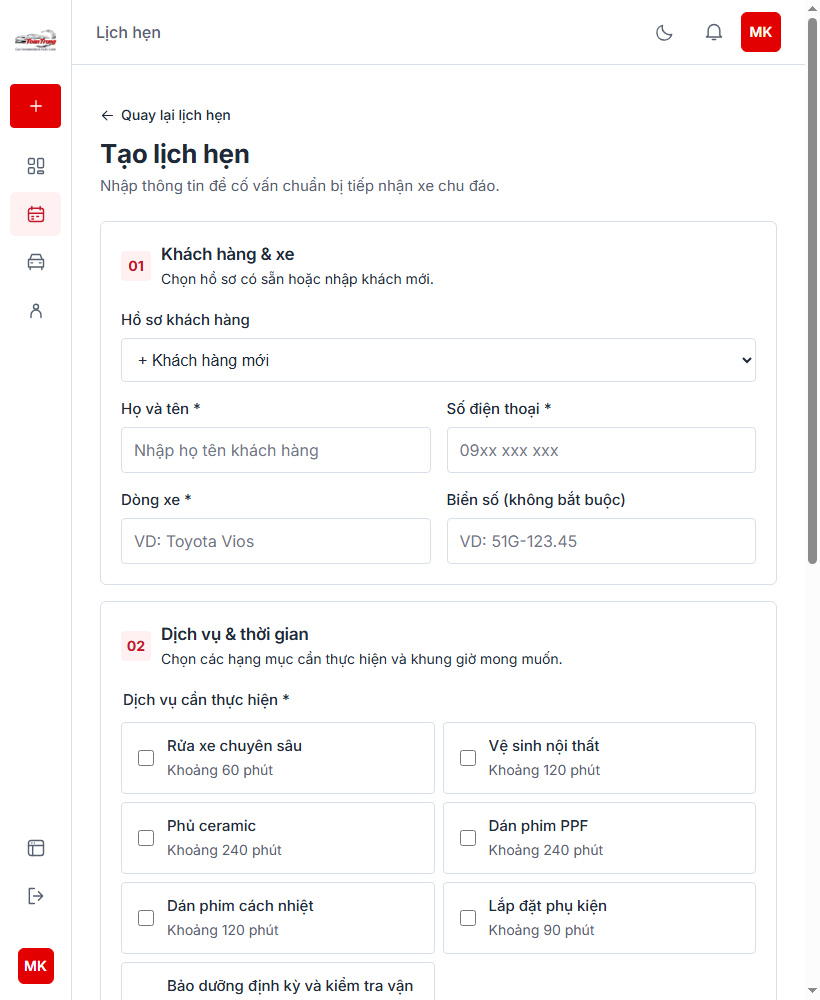 Toàn Trung
Lịch hẹn
MK
+
← Quay lại lịch hẹn
Tạo lịch hẹn
Nhập thông tin để cố vấn chuẩn bị tiếp nhận xe chu đáo.
01
Khách hàng & xe
Chọn hồ sơ có sẵn hoặc nhập khách mới.
Hồ sơ khách hàng
+ Khách hàng mới
Họ và tên *
Số điện thoại *
Nhập họ tên khách hàng
09xx xxx xxx
Dòng xe *
Biển số (không bắt buộc)
VD: Toyota Vios
VD: 51G-123.45
02
Dịch vụ & thời gian
Chọn các hạng mục cần thực hiện và khung giờ mong muốn.
Dịch vụ cần thực hiện *
Rửa xe chuyên sâu
Khoảng 60 phút
Vệ sinh nội thất
Khoảng 120 phút
Phủ ceramic
Khoảng 240 phút
Dán phim PPF
Khoảng 240 phút
Dán phim cách nhiệt
Khoảng 120 phút
Lắp đặt phụ kiện
Khoảng 90 phút
Bảo dưỡng định kỳ và kiểm tra vận
MK